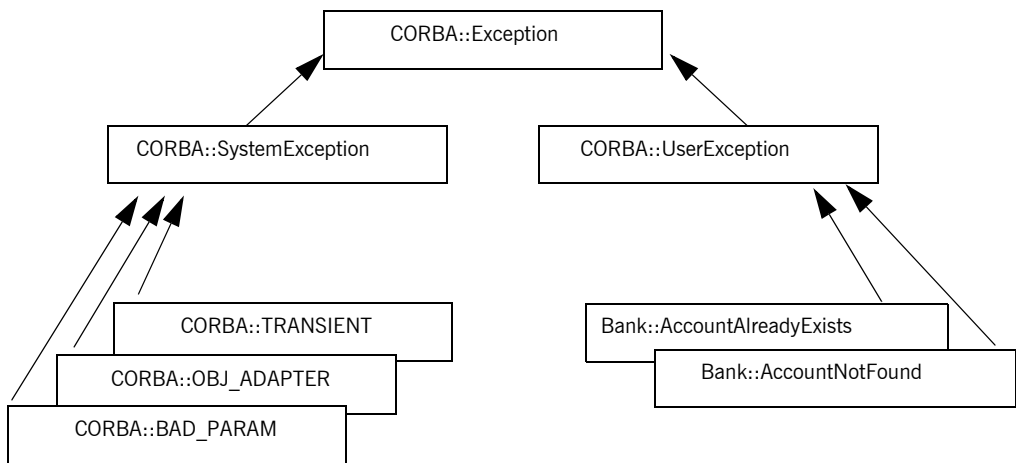 CORBA::Exception
CORBA::SystemException
CORBA::UserException
CORBA::TRANSIENT
Bank::AccountAlreadyExists
CORBA::OBJ_ADAPTER
Bank::AccountNotFound
CORBA::BAD_PARAM